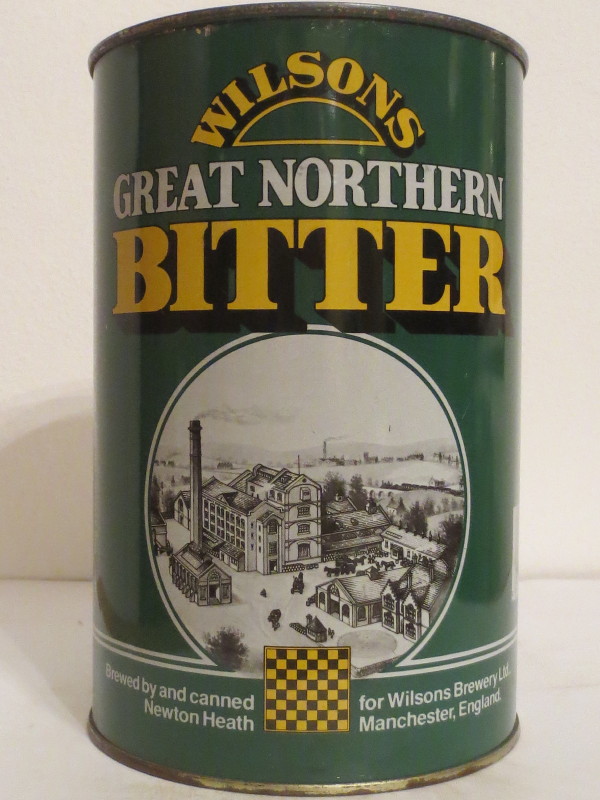 WILSONS
GREAT NORTHERN
BITTER
Brewed by and canned
Newton Heath
for Wilsons Brewery Ltd.
Manchester, England.